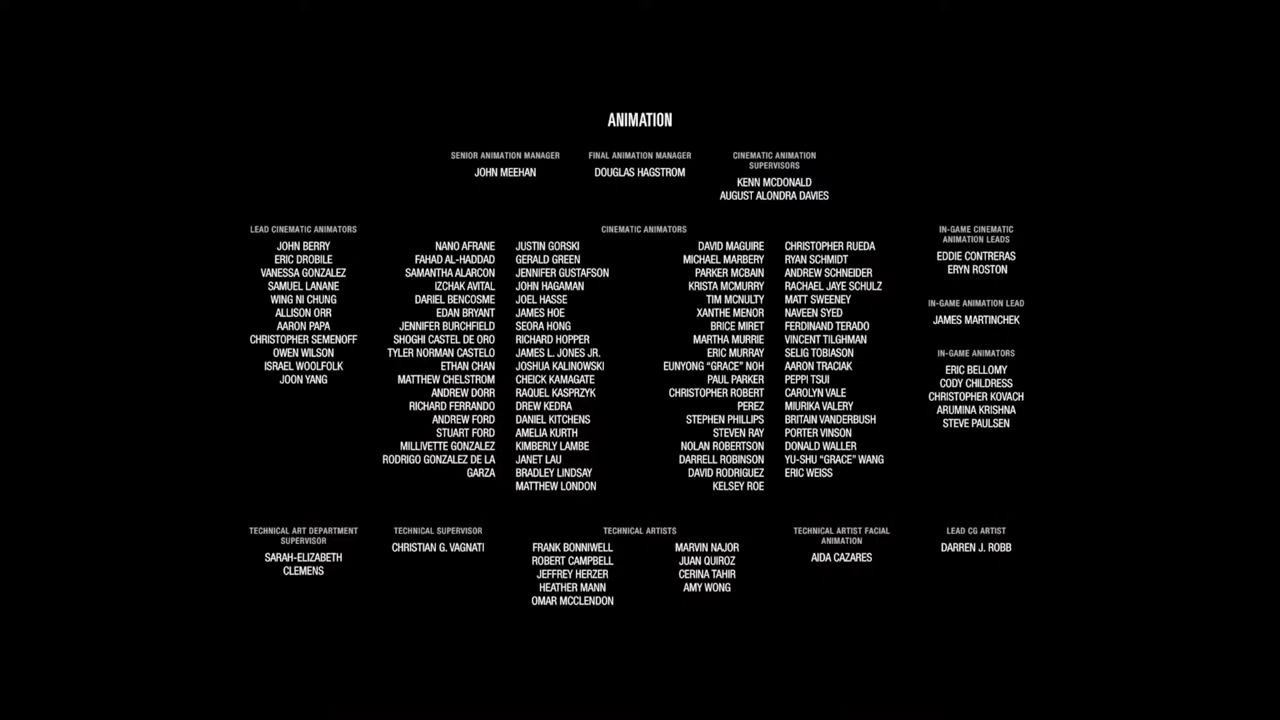 ANIMATION
SENIOR ANIMATION MANAGER
JOHN MEEHAN
FINAL ANIMATION MANAGER
DOUGLAS HAGSTROM
CINEMATIC ANIMATION
SUPERVISORS
KENN MCDONALD
AUGUST ALONDRA DAVIES
LEAD CINEMATIC ANIMATORS
JOHN BERRY
ERIC DROBILE
VANESSA GONZALEZ
SAMUEL LANANE
WING NI CHUNG
ALLISON ORR
AARON PAPA
CHRISTOPHER SEMENOFF
OWEN WILSON
ISRAEL WOOLFOLK
JOON YANG
CINEMATIC ANIMATORS
NANO AFRANE
FAHAD AL-HADDAD
SAMANTHA ALARCON
IZCHAK AVITAL
DARIEL BENCOSME
EDAN BRYANT
JENNIFER BURCHFIELD
SHOGHI CASTEL DE ORO
TYLER NORMAN CASTELO
ETHAN CHAN
MATTHEW CHELSTROM
ANDREW DORR
RICHARD FERRANDO
ANDREW FORD
STUART FORD
MILLIVETTE GONZALEZ
RODRIGO GONZALEZ DE LA
GARZA
JUSTIN GORSKI
GERALD GREEN
JENNIFER GUSTAFSON
JOHN HAGAMAN
JOEL HASSE
JAMES HOE
SEORA HONG
RICHARD HOPPER
JAMES L. JONES JR.
JOSHUA KALINOWSKI
CHEICK KAMAGATE
RAQUEL KASPRZYK
DREW KEDRA
DANIEL KITCHENS
AMELIA KURTH
KIMBERLY LAMBE
JANET LAU
BRADLEY LINDSAY
MATTHEW LONDON
DAVID MAGUIRE
MICHAEL MARBERY
PARKER MCBAIN
KRISTA MCMURRY
TIM MCNULTY
XANTHE MENOR
BRICE MIRET
MARTHA MURRIE
ERIC MURRAY
EUNYONG “GRACE” NOH
PAUL PARKER
CHRISTOPHER ROBERT
PEREZ
STEPHEN PHILLIPS
STEVEN RAY
NOLAN ROBERTSON
DARRELL ROBINSON
DAVID RODRIGUEZ
KELSEY ROE
CHRISTOPHER RUEDA
RYAN SCHMIDT
ANDREW SCHNEIDER
RACHAEL JAYE SCHULZ
MATT SWEENEY
NAVEEN SYED
FERDINAND TERADO
VINCENT TILGHMAN
SELIG TOBIASON
AARON TRACIAK
PEPPI TSUI
CAROLYN VALE
MIURIKA VALERY
BRITAIN VANDERBUSH
PORTER VINSON
DONALD WALLER
YU-SHU “GRACE” WANG
ERIC WEISS
IN-GAME CINEMATIC
ANIMATION LEADS
EDDIE CONTRERAS
ERYN ROSTON
IN-GAME ANIMATION LEAD
JAMES MARTINCHEK
IN-GAME ANIMATORS
ERIC BELLOMY
CODY CHILDRESS
CHRISTOPHER KOVACH
ARUMINA KRISHNA
STEVE PAULSEN
TECHNICAL ART DEPARTMENT
SUPERVISOR
SARAH-ELIZABETH
CLEMENS
TECHNICAL SUPERVISOR
CHRISTIAN G. VAGNATI
TECHNICAL ARTISTS
FRANK BONNIWELL
ROBERT CAMPBELL
JEFFREY HERZER
HEATHER MANN
OMAR MCCLENDON
MARVIN NAJOR
JUAN QUIROZ
CERINA TAHIR
AMY WONG
TECHNICAL ARTIST FACIAL
ANIMATION
AIDA CAZARES
LEAD CG ARTIST
DARREN J. ROBB